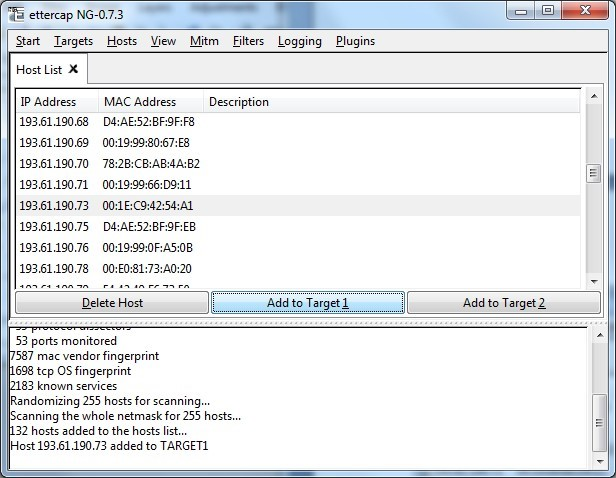 Layers Adjustments
ettercap NG-0.7.3
Start Targets Hosts View Mitm Filters Logging Plugins
Host List
IP Address MAC Address Description
193.61.190.68 D4:AE:52:BF:9F:F8
193.61.190.69 00:19:99:80:67:E8
193.61.190.70 78:2B:CB:AB:4A:B2
193.61.190.71 00:19:99:66:D9:11
193.61.190.73 00:1E:C9:42:54:A1
193.61.190.75 D4:AE:52:BF:9F:EB
193.61.190.76 00:19:99:0F:A5:0B
193.61.190.78 00:E0:81:73:A0:20
Delete Host Add to Target 1 Add to Target 2
53 ports monitored
7587 mac vendor fingerprint
1698 tcp OS fingerprint
2183 known services
Randomizing 255 hosts for scanning...
Scanning the whole netmask for 255 hosts...
132 hosts added to the hosts list...
Host 193.61.190.73 added to TARGET1